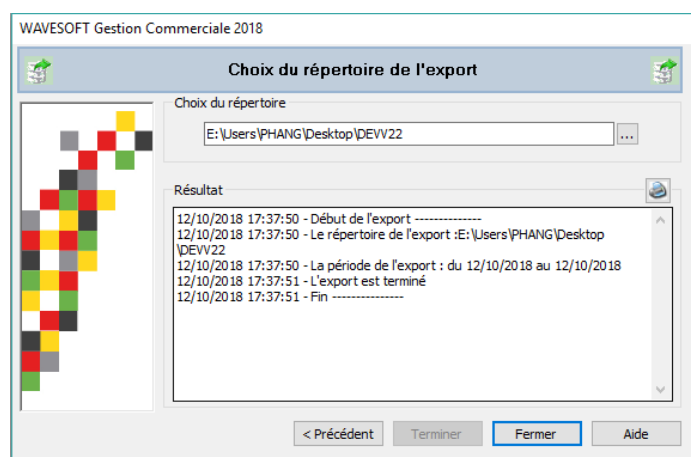 WAVESOFT Gestion Commerciale 2018
Choix du répertoire de l'export
Choix du répertoire
E:\Users\PHANG\Desktop\DEVV22
...
Résultat
12/10/2018 17:37:50 - Début de l'export --------------
12/10/2018 17:37:50 - Le répertoire de l'export :E:\Users\PHANG\Desktop
\DEVV22
12/10/2018 17:37:50 - La période de l'export : du 12/10/2018 au 12/10/2018
12/10/2018 17:37:51 - L'export est terminé
12/10/2018 17:37:51 - Fin ---------------
< Précédent Terminer Fermer Aide